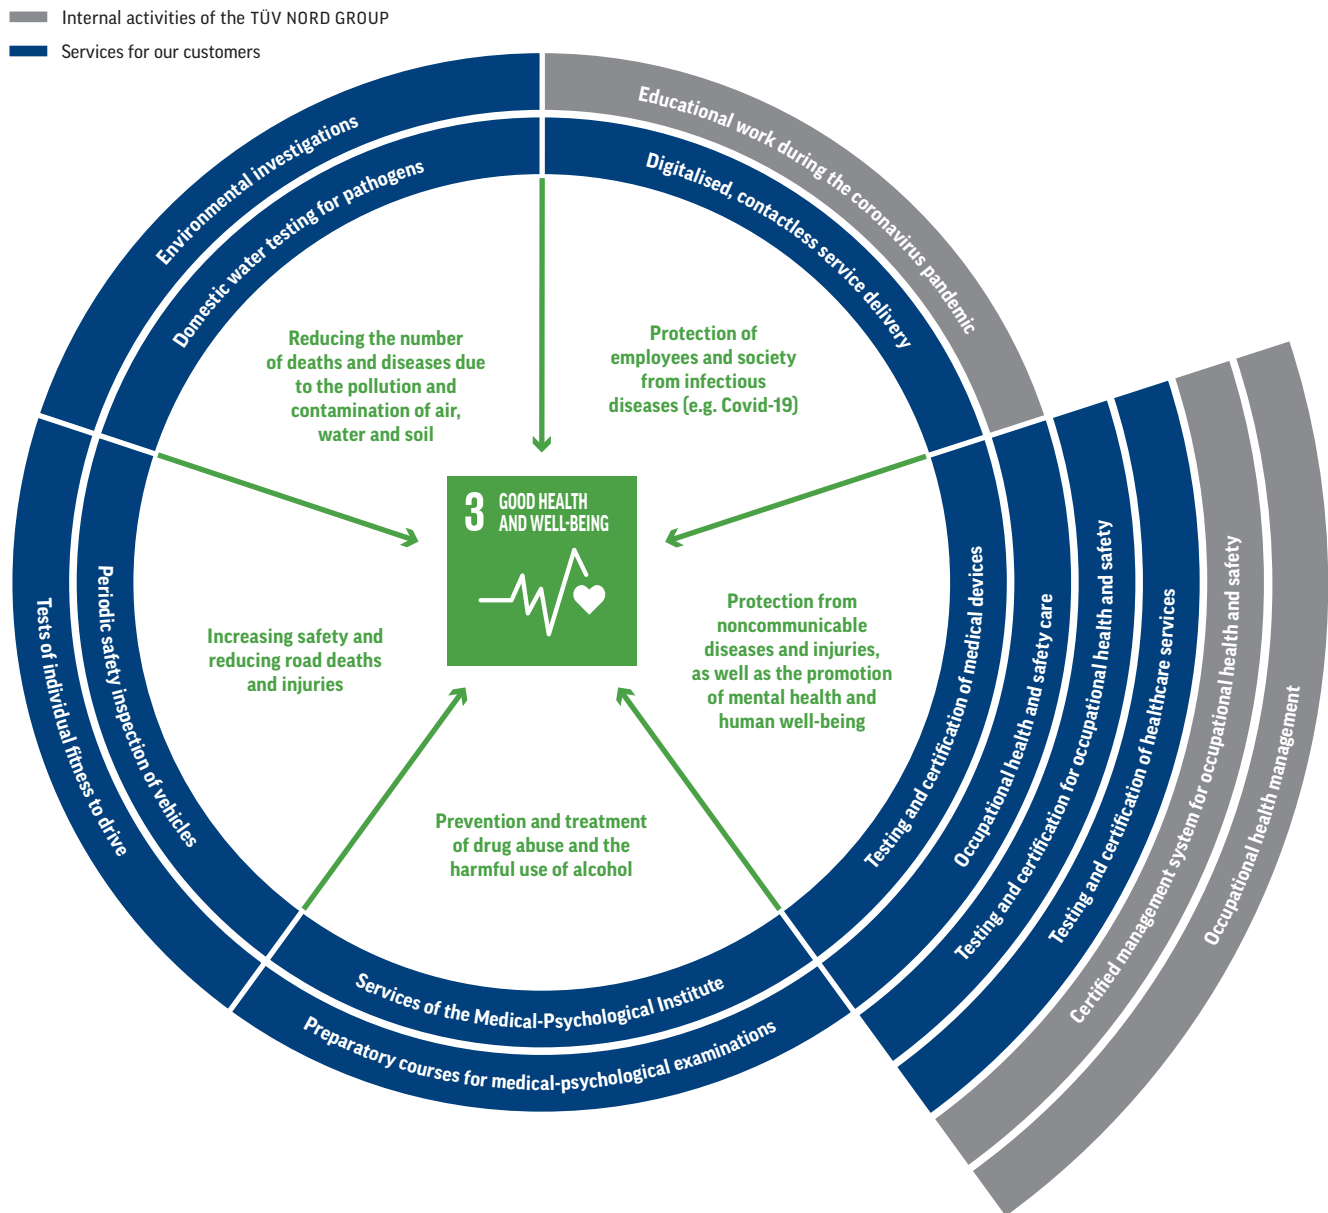 Internal activities of the TÜV NORD GROUP
Services for our customers
Environmental investigations
Domestic water testing for pathogens
Educational work during the coronavirus pandemic
Digitalised, contactless service delivery
Reducing the number
of deaths and diseases due
to the pollution and
contamination of air,
water and soil
Protection of
employees and society
from infectious
diseases (e.g. Covid-19)
3 GOOD HEALTH
AND WELL-BEING
Increasing safety and
reducing road deaths
and injuries
Protection from
noncommunicable
diseases and injuries,
as well as the promotion
of mental health and
human well-being
Prevention and treatment
of drug abuse and the
harmful use of alcohol
Tests of individual fitness to drive
Periodic safety inspection of vehicles
Testing and certification of medical devices
Occupational health and safety care
Testing and certification for occupational health and safety
Testing and certification of healthcare services
Certified management system for occupational health and safety
Occupational health management
Services of the Medical-Psychological Institute
Preparatory courses for medical-psychological examinations